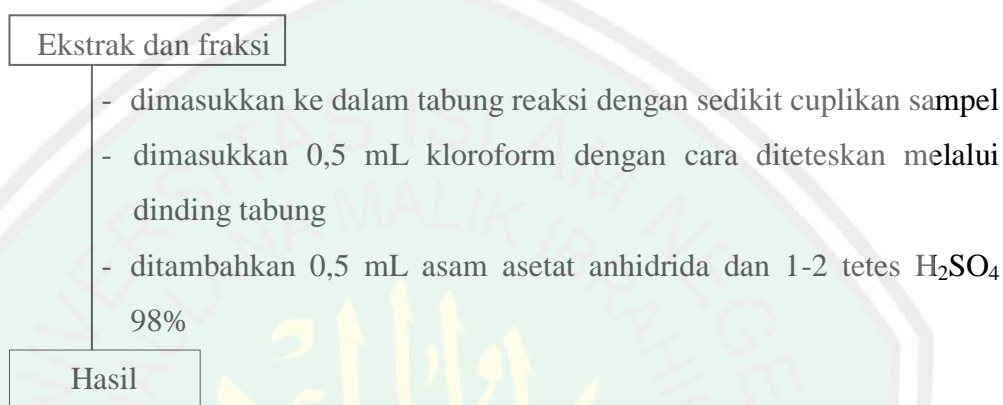 Ekstrak dan fraksi
- dimasukkan ke dalam tabung reaksi dengan sedikit cuplikan sampel
- dimasukkan 0,5 mL kloroform dengan cara diteteskan melalui
dinding tabung
- ditambahkan 0,5 mL asam asetat anhidrida dan 1-2 tetes H₂SO₄
98%
Hasil